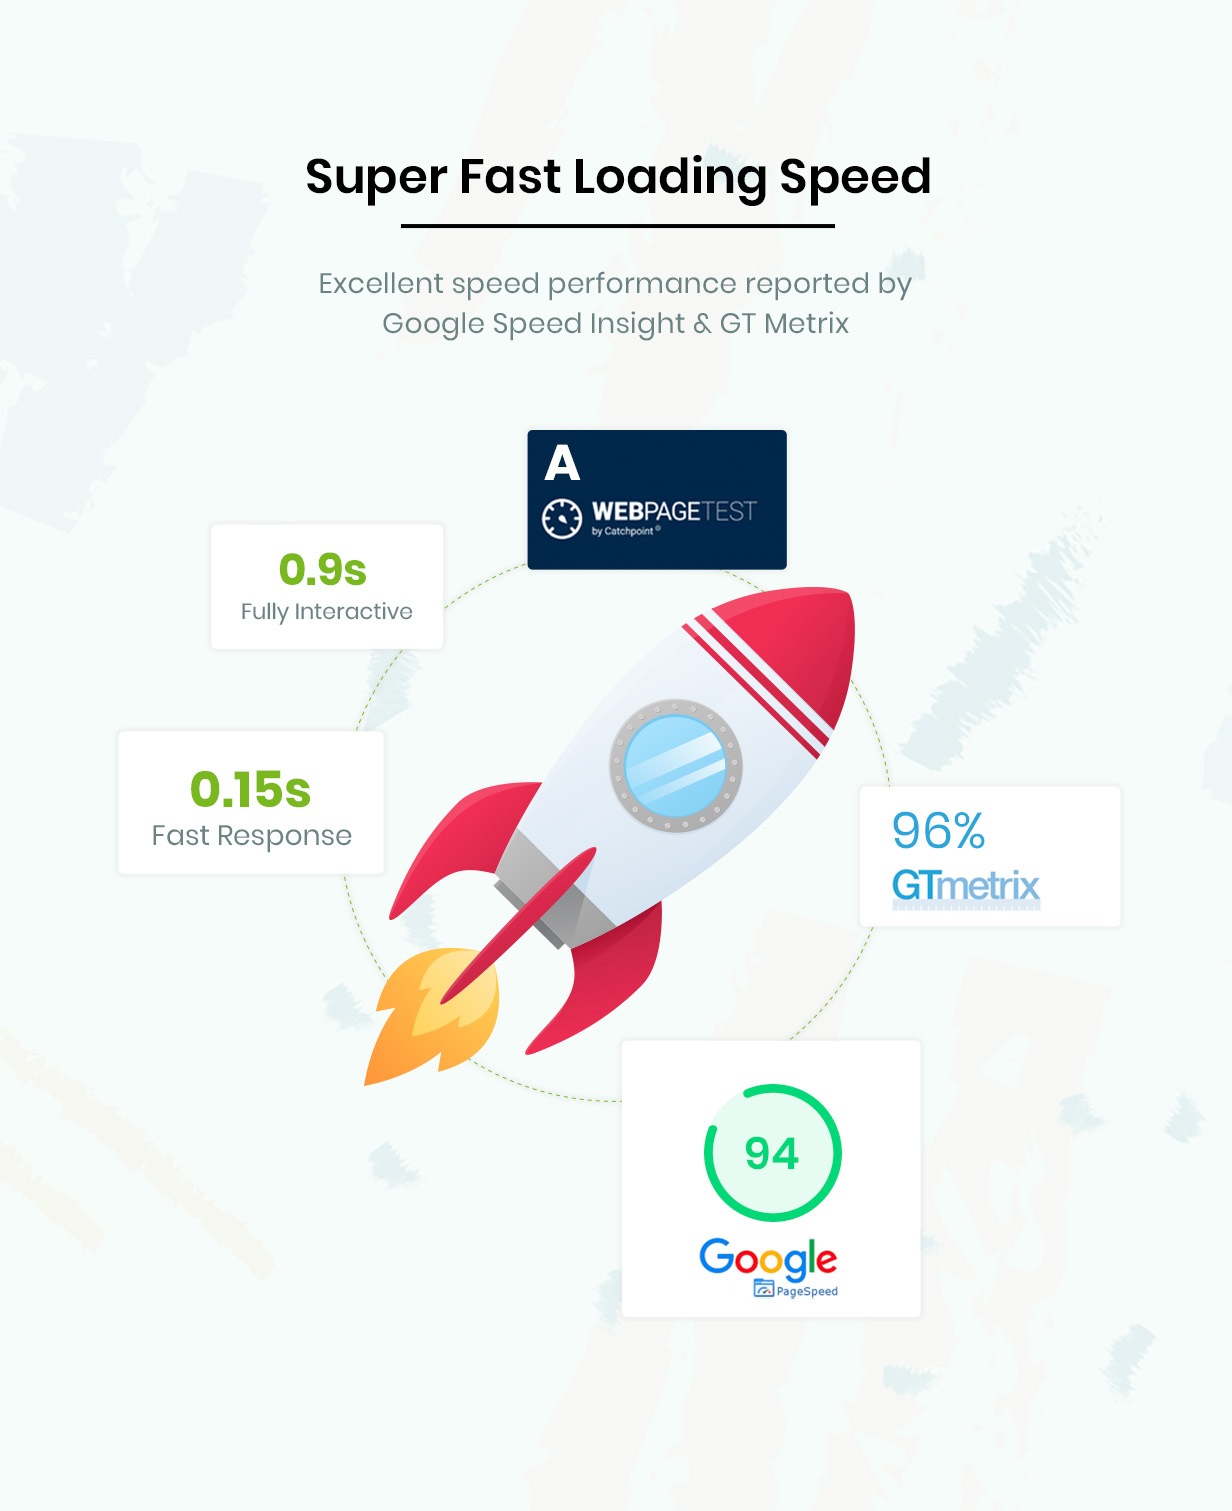 Super Fast Loading Speed
Excellent speed performance reported by
Google Speed Insight & GT Metrix
A
WEBPAGETEST
by Catchpoint®
0.9s
Fully Interactive
0.15s
Fast Response
96%
GTmetrix
94
Google
PageSpeed